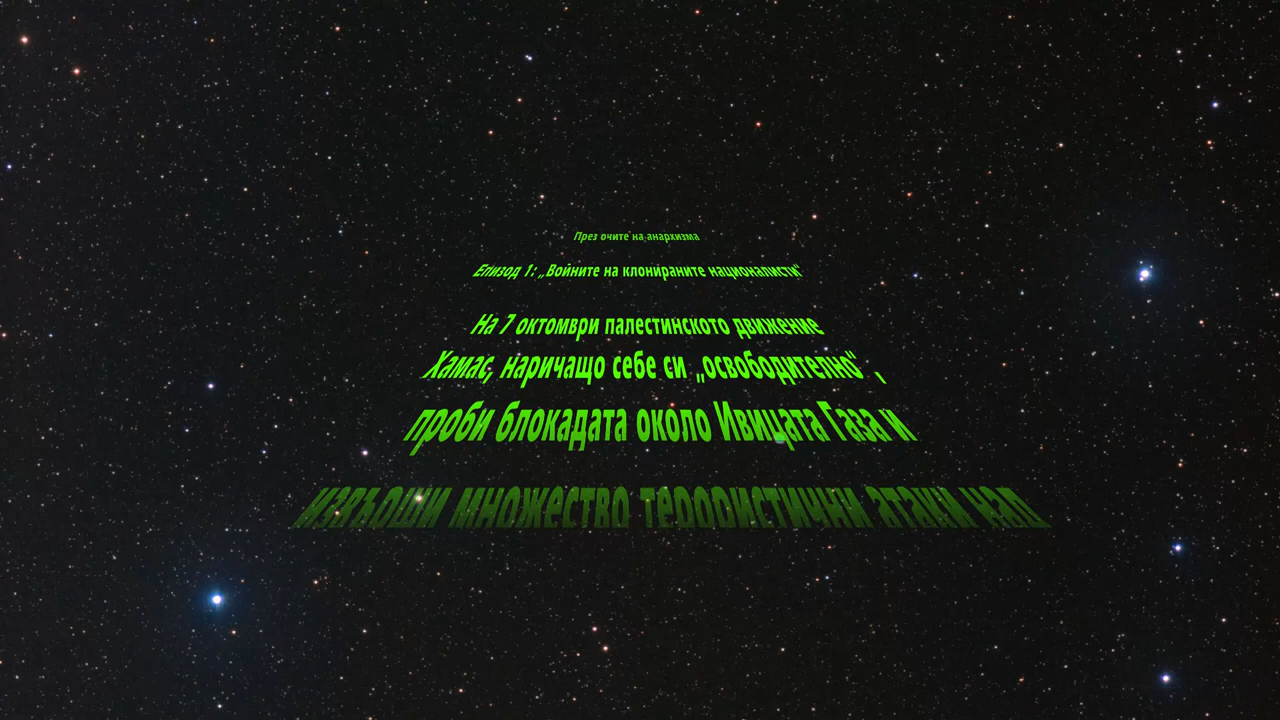 През очите на анархизма
Епизод 1: „Войните на клонираните националисти“
На 7 октомври палестинското движение
Хамас, наричащо себе си „освободително“ ,
проби блокадата около Ивицата Газа и
извърши множество терористични атаки над